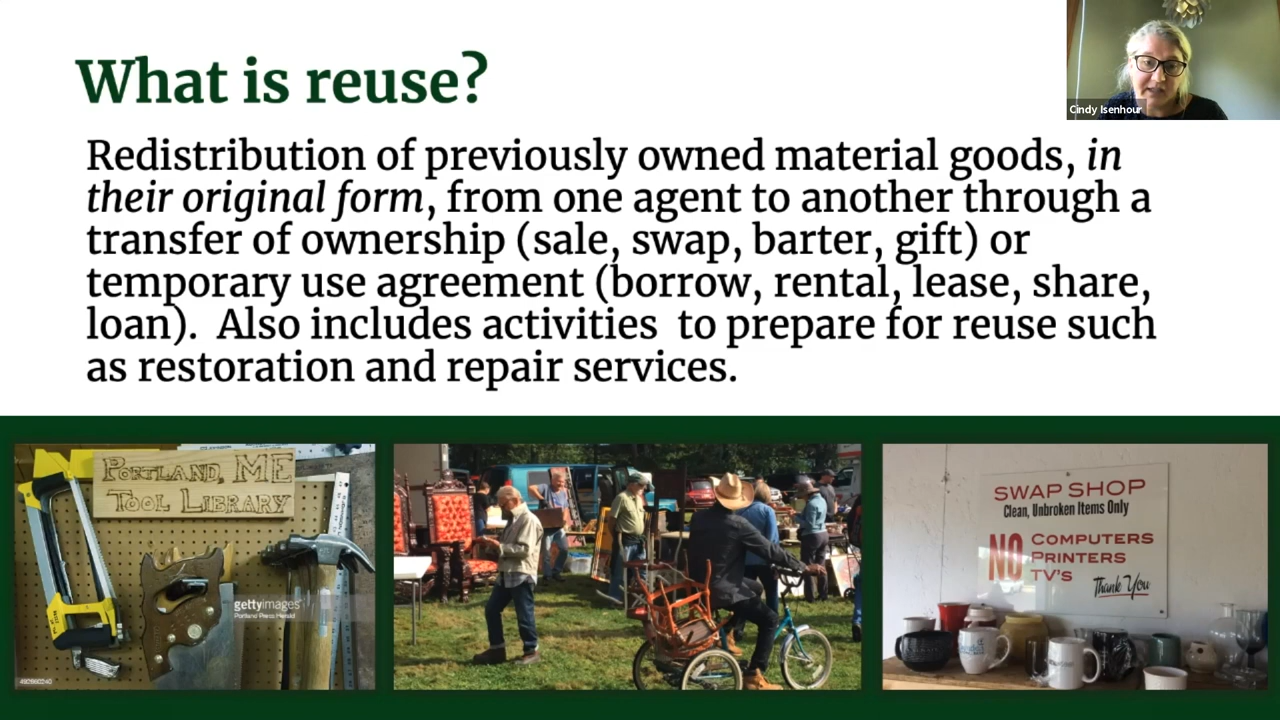 What is reuse?
Cindy Isenhour
Redistribution of previously owned material goods, in
their original form, from one agent to another through a
transfer of ownership (sale, swap, barter, gift) or
temporary use agreement (borrow, rental, lease, share,
loan). Also includes activities to prepare for reuse such
as restoration and repair services.
PORTLAND, ME
TOOL LIBRARY
gettyimages
Portland Press Herald
SWAP SHOP
Clean, Unbroken Items Only
NO COMPUTERS
PRINTERS
TV'S
Thank You